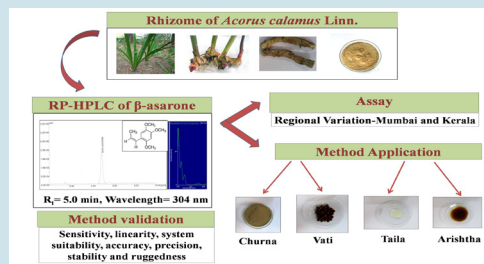 Rhizome of Acorus calamus Linn.
RP-HPLC of β-asarone
OCH₃
Rt= 5.0 min, Wavelength= 304 nm
Method validation
Sensitivity, linearity, system
suitability, accuracy, precision,
stability and ruggedness
Assay
Regional Variation-Mumbai and Kerala
Method Application
Churna
Vati
Taila
Arishtha